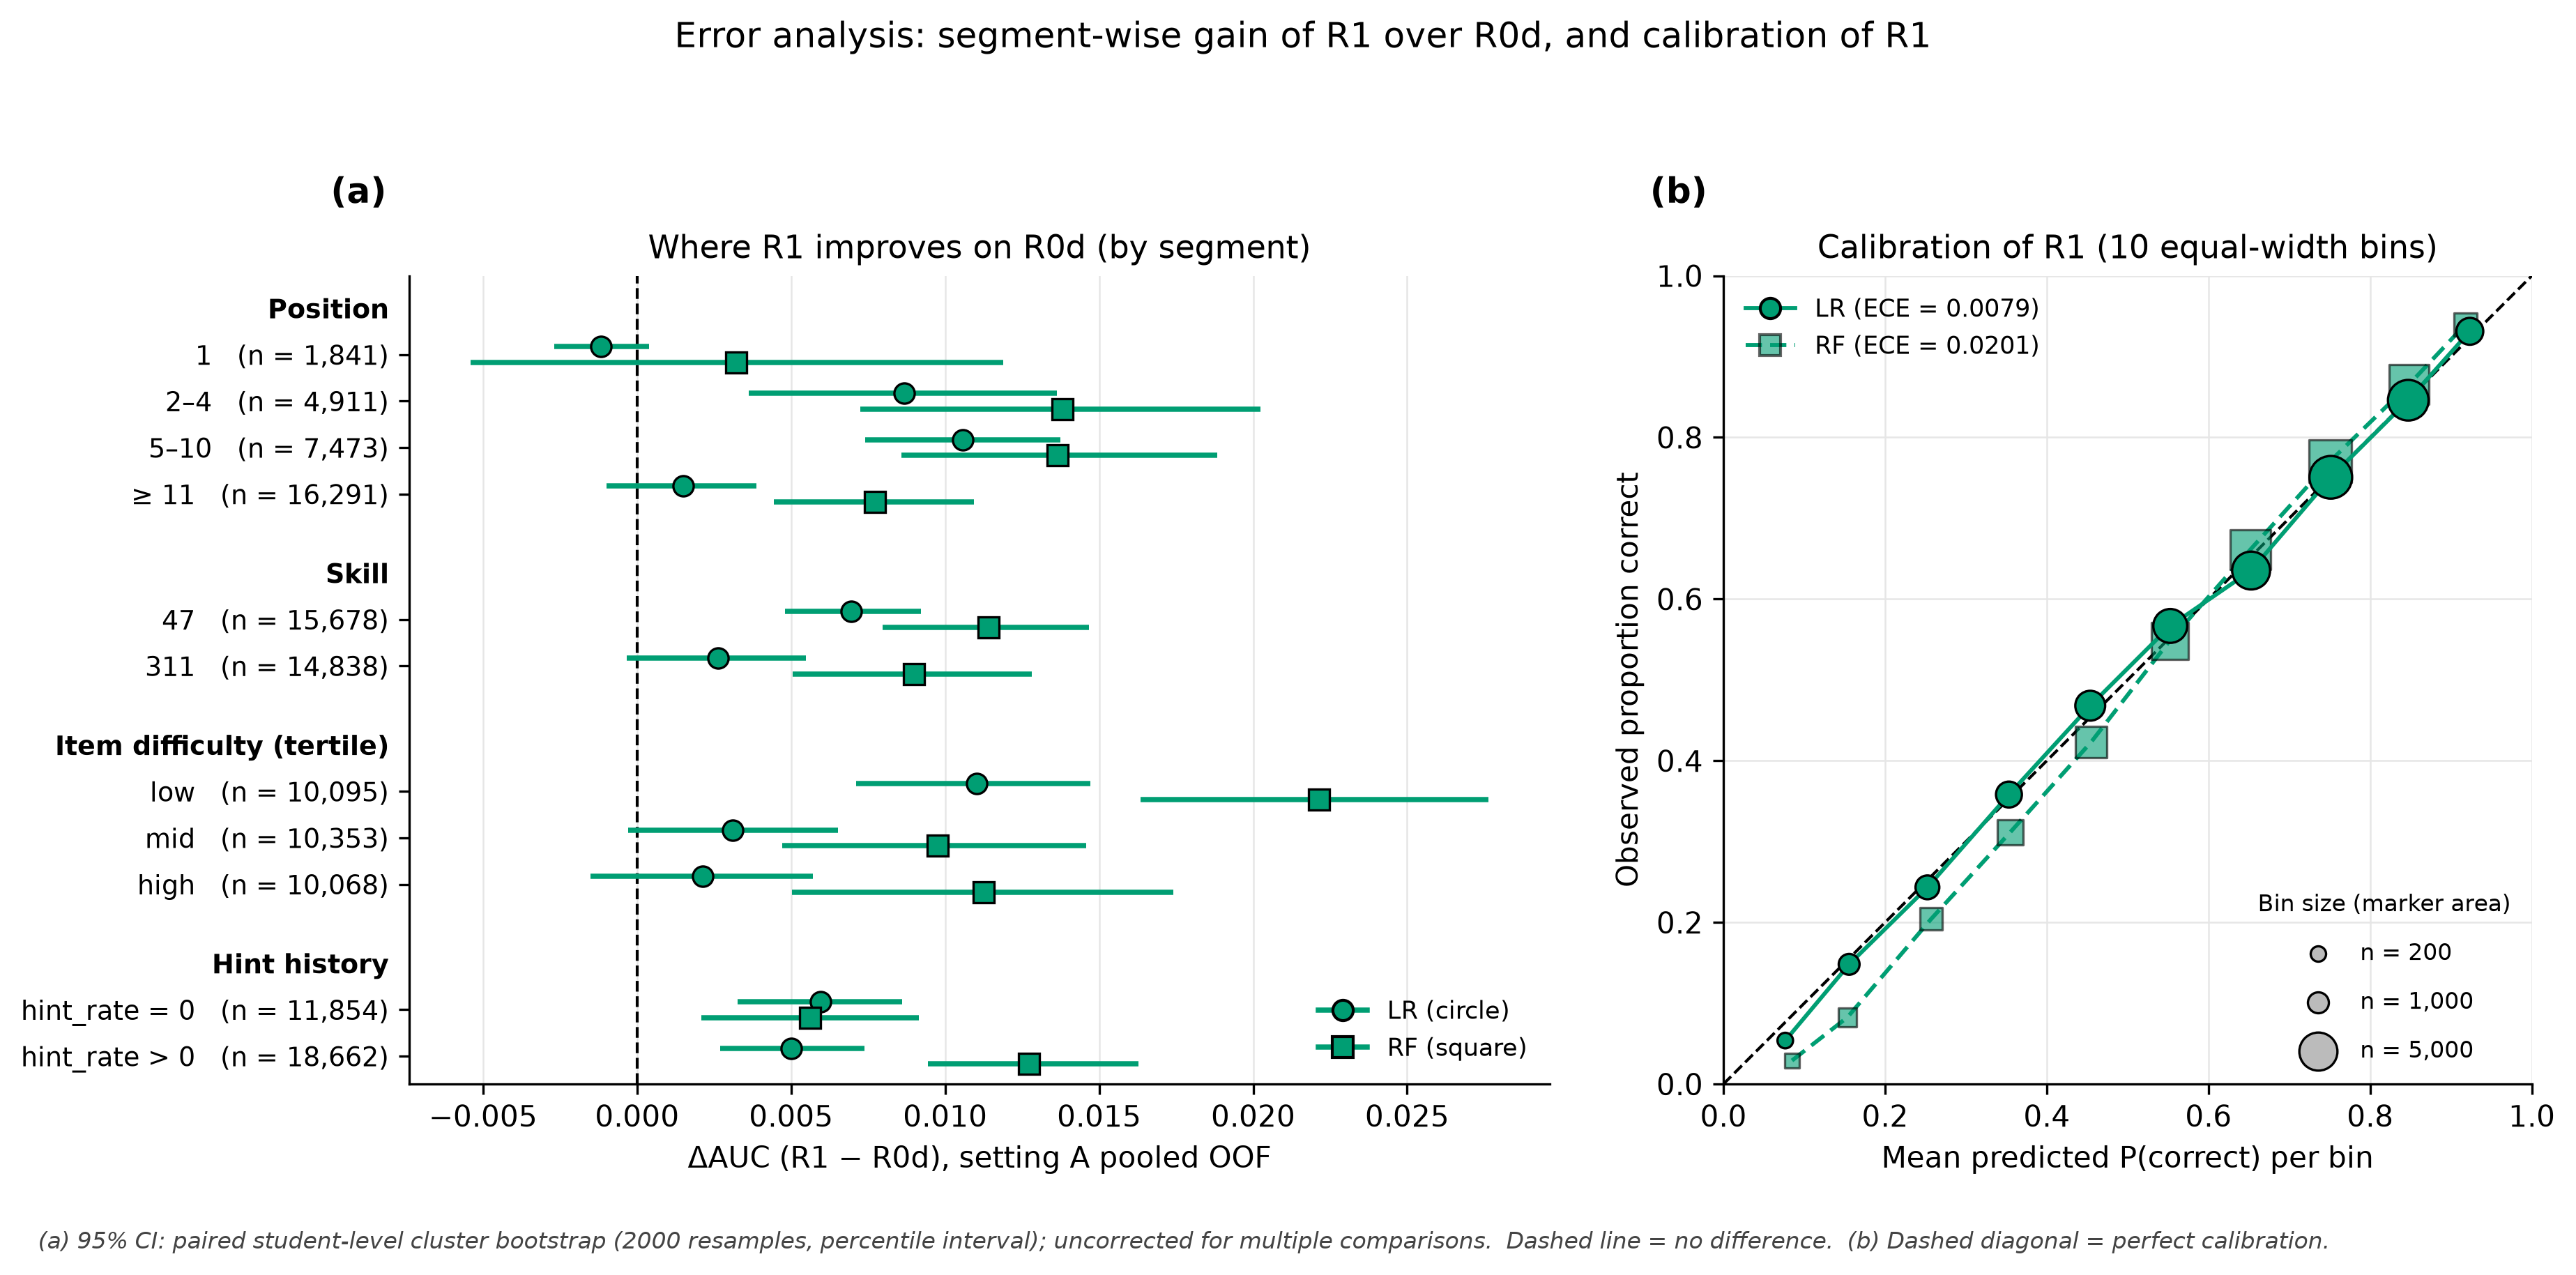 Error analysis: segment-wise gain of R1 over R0d, and calibration of R1
(a)
Where R1 improves on R0d (by segment)
Position
1 (n = 1,841)
2–4 (n = 4,911)
5–10 (n = 7,473)
≥ 11 (n = 16,291)
Skill
47 (n = 15,678)
311 (n = 14,838)
Item difficulty (tertile)
low (n = 10,095)
mid (n = 10,353)
high (n = 10,068)
Hint history
hint_rate = 0 (n = 11,854)
hint_rate > 0 (n = 18,662)
LR (circle)
RF (square)
−0.005 0.000 0.005 0.010 0.015 0.020 0.025
ΔAUC (R1 − R0d), setting A pooled OOF
(b)
Calibration of R1 (10 equal-width bins)
LR (ECE = 0.0079)
RF (ECE = 0.0201)
Observed proportion correct
1.0
0.8
0.6
0.4
0.2
0.0
Bin size (marker area)
n = 200
n = 1,000
n = 5,000
0.0 0.2 0.4 0.6 0.8 1.0
Mean predicted P(correct) per bin
(a) 95% CI: paired student-level cluster bootstrap (2000 resamples, percentile interval); uncorrected for multiple comparisons. Dashed line = no difference. (b) Dashed diagonal = perfect calibration.